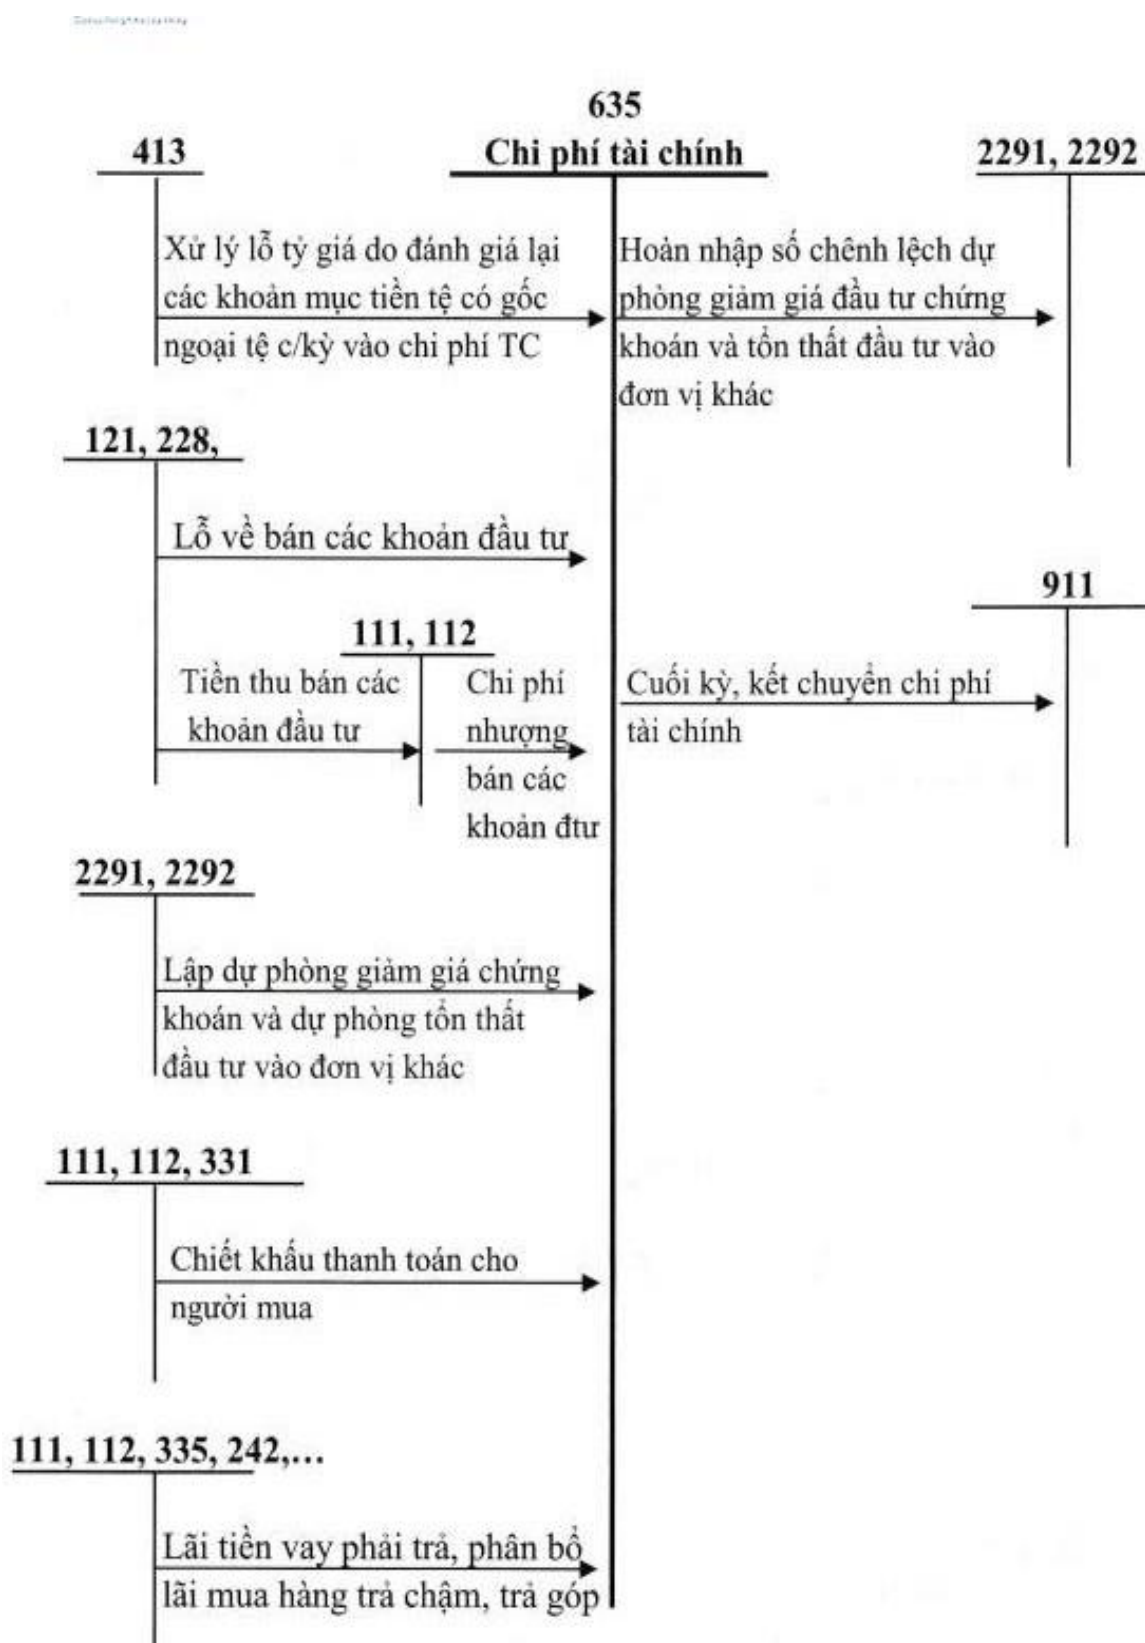 635
413
Chi phí tài chính
2291, 2292
Xử lý lỗ tỷ giá do đánh giá lại
các khoản mục tiền tệ có gốc
ngoại tệ c/kỳ vào chi phí TC
Hoàn nhập số chênh lệch dự
phòng giảm giá đầu tư chứng
khoán và tổn thất đầu tư vào
đơn vị khác
121, 228,
Lỗ về bán các khoản đầu tư
911
111, 112
Tiền thu bán các
khoản đầu tư
Chi phí
nhượng
bán các
khoản đtư
Cuối kỳ, kết chuyển chi phí
tài chính
2291, 2292
Lập dự phòng giảm giá chứng
khoán và dự phòng tổn thất
đầu tư vào đơn vị khác
111, 112, 331
Chiết khấu thanh toán cho
người mua
111, 112, 335, 242,...
Lãi tiền vay phải trả, phân bổ
lãi mua hàng trả chậm, trả góp